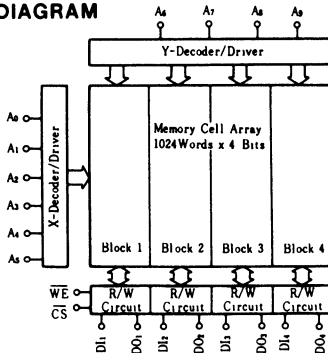 DIAGRAM
A6 A7 A8 A9
Y-Decoder/Driver
A0
A1
A2
A3
A4
A5
X-Decoder/Driver
Memory Cell Array
1024 Words x 4 Bits
Block 1 Block 2 Block 3 Block 4
WE
CS
R/W Circuit
R/W Circuit
R/W Circuit
R/W Circuit
DI1 DO1 DI2 DO2 DI3 DO3 DI4 DO4